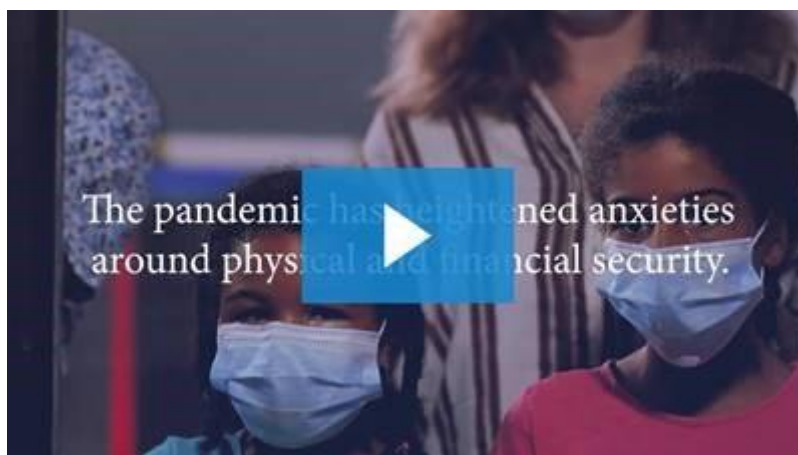 The pandemic has heightened anxieties
around physical and financial security.